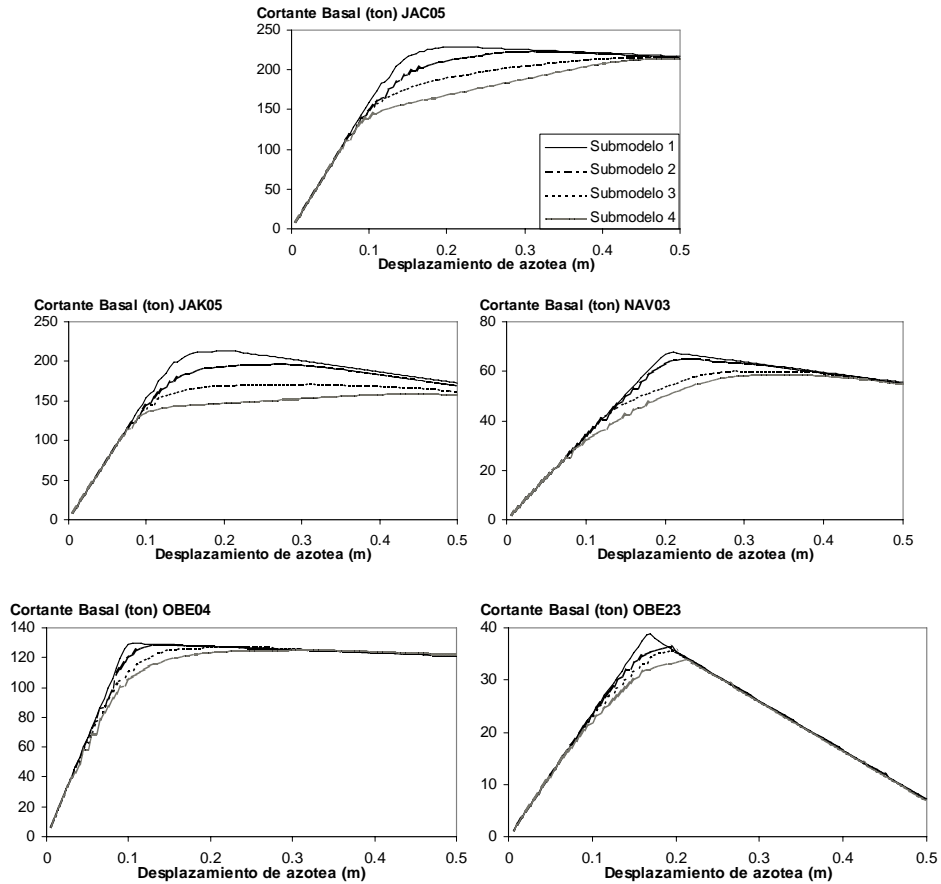 Cortante Basal (ton) JAC05
250
200
150
100
50
0
0 0.1 0.2 0.3 0.4 0.5
Desplazamiento de azotea (m)
Submodelo 1
Submodelo 2
Submodelo 3
Submodelo 4
Cortante Basal (ton) JAK05
250
200
150
100
50
0
0 0.1 0.2 0.3 0.4 0.5
Desplazamiento de azotea (m)
Cortante Basal (ton) NAV03
80
60
40
20
0
0 0.1 0.2 0.3 0.4 0.5
Desplazamiento de azotea (m)
Cortante Basal (ton) OBE04
140
120
100
80
60
40
20
0
0 0.1 0.2 0.3 0.4 0.5
Desplazamiento de azotea (m)
Cortante Basal (ton) OBE23
40
30
20
10
0
0 0.1 0.2 0.3 0.4 0.5
Desplazamiento de azotea (m)